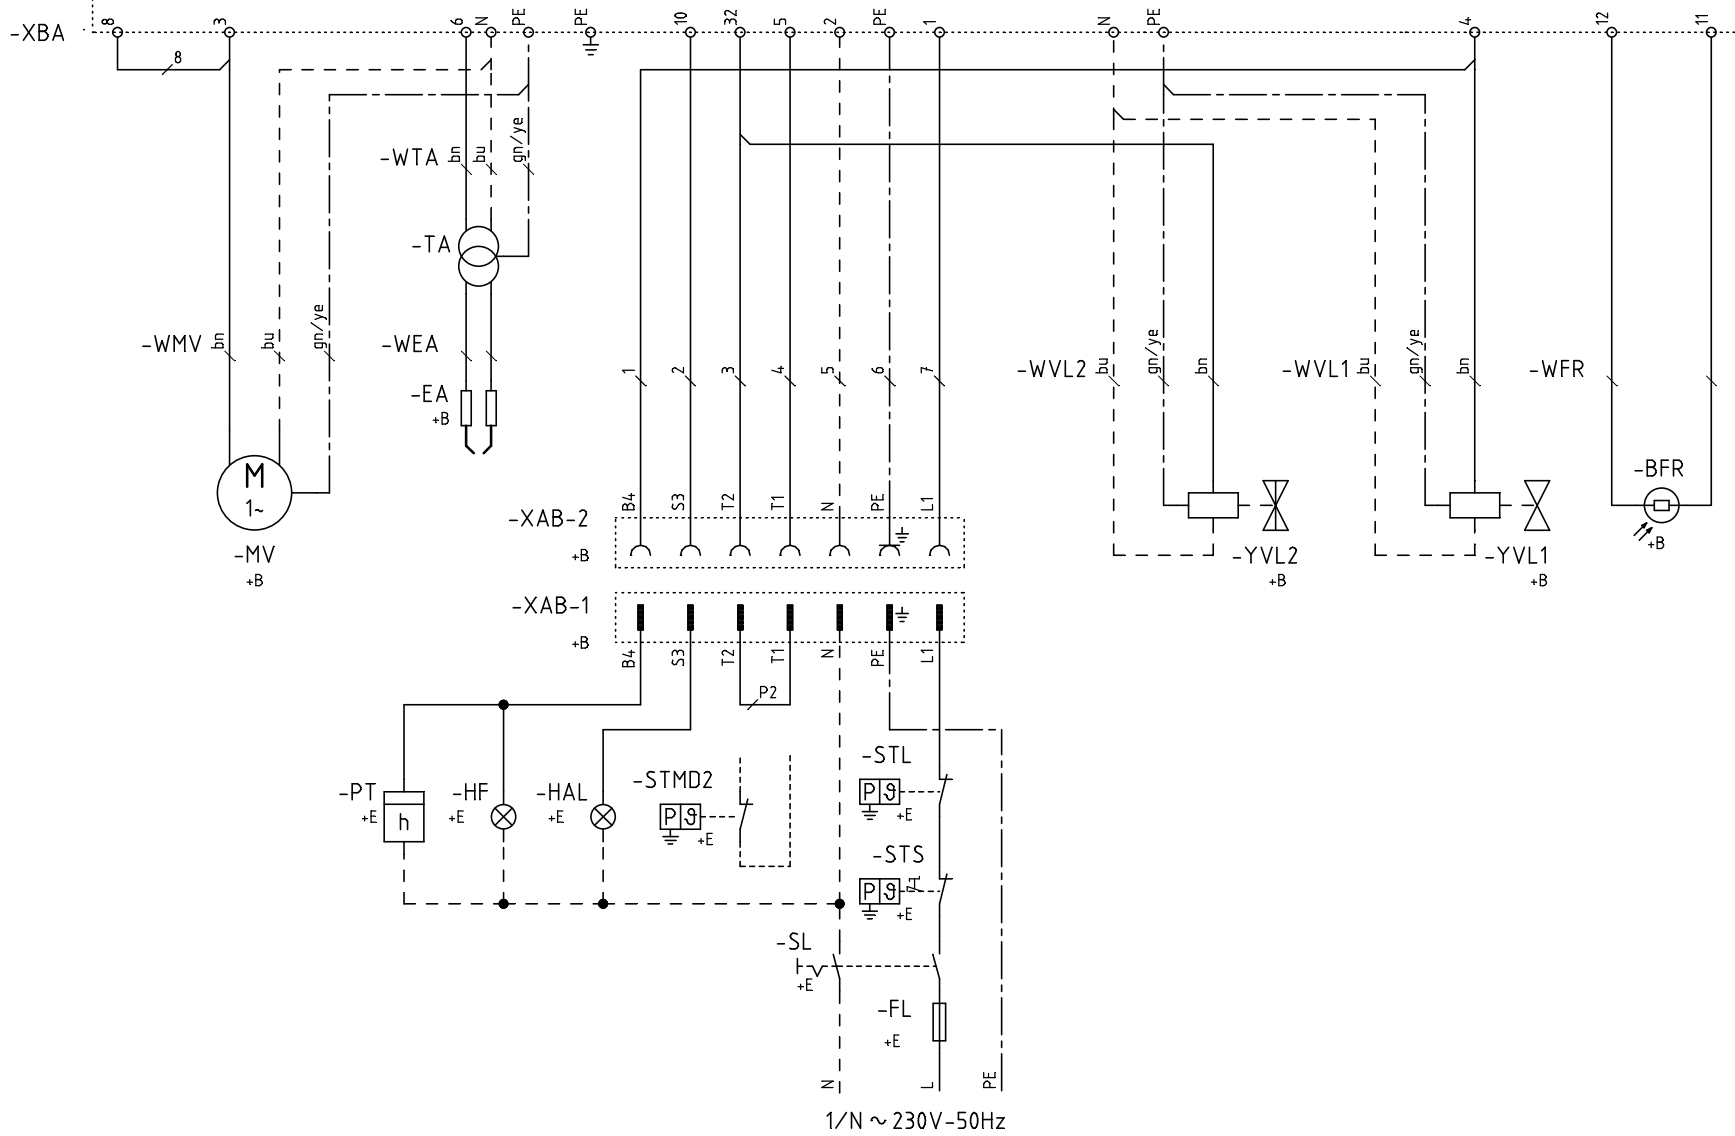 8 3 6 N PE PE 10 32 5 2 PE 1 N PE 4 12 11
-XBA
8
-WTA bn bu gn/ye
-TA
-WMV bn bu gn/ye
-WEA
1 2 3 4 5 6 7
-WVL2 bu gn/ye bn
-WVL1 bu gn/ye bn
-WFR
-EA
+B
M
1~
-MV
+B
B4 S3 T2 T1 N PE L1
-XAB-2
+B
-BFR
+B
-YVL2
+B
-YVL1
+B
-XAB-1
+B
B4 S3 T2 T1 N PE L1
P2
-PT
+E
h
-HF
+E
-HAL
+E
-STMD2
P ϑ
+E
-STL
P ϑ
+E
-STS
P ϑ
+E
-SL
+E
-FL
+E
N L PE
1/N ~ 230V-50Hz